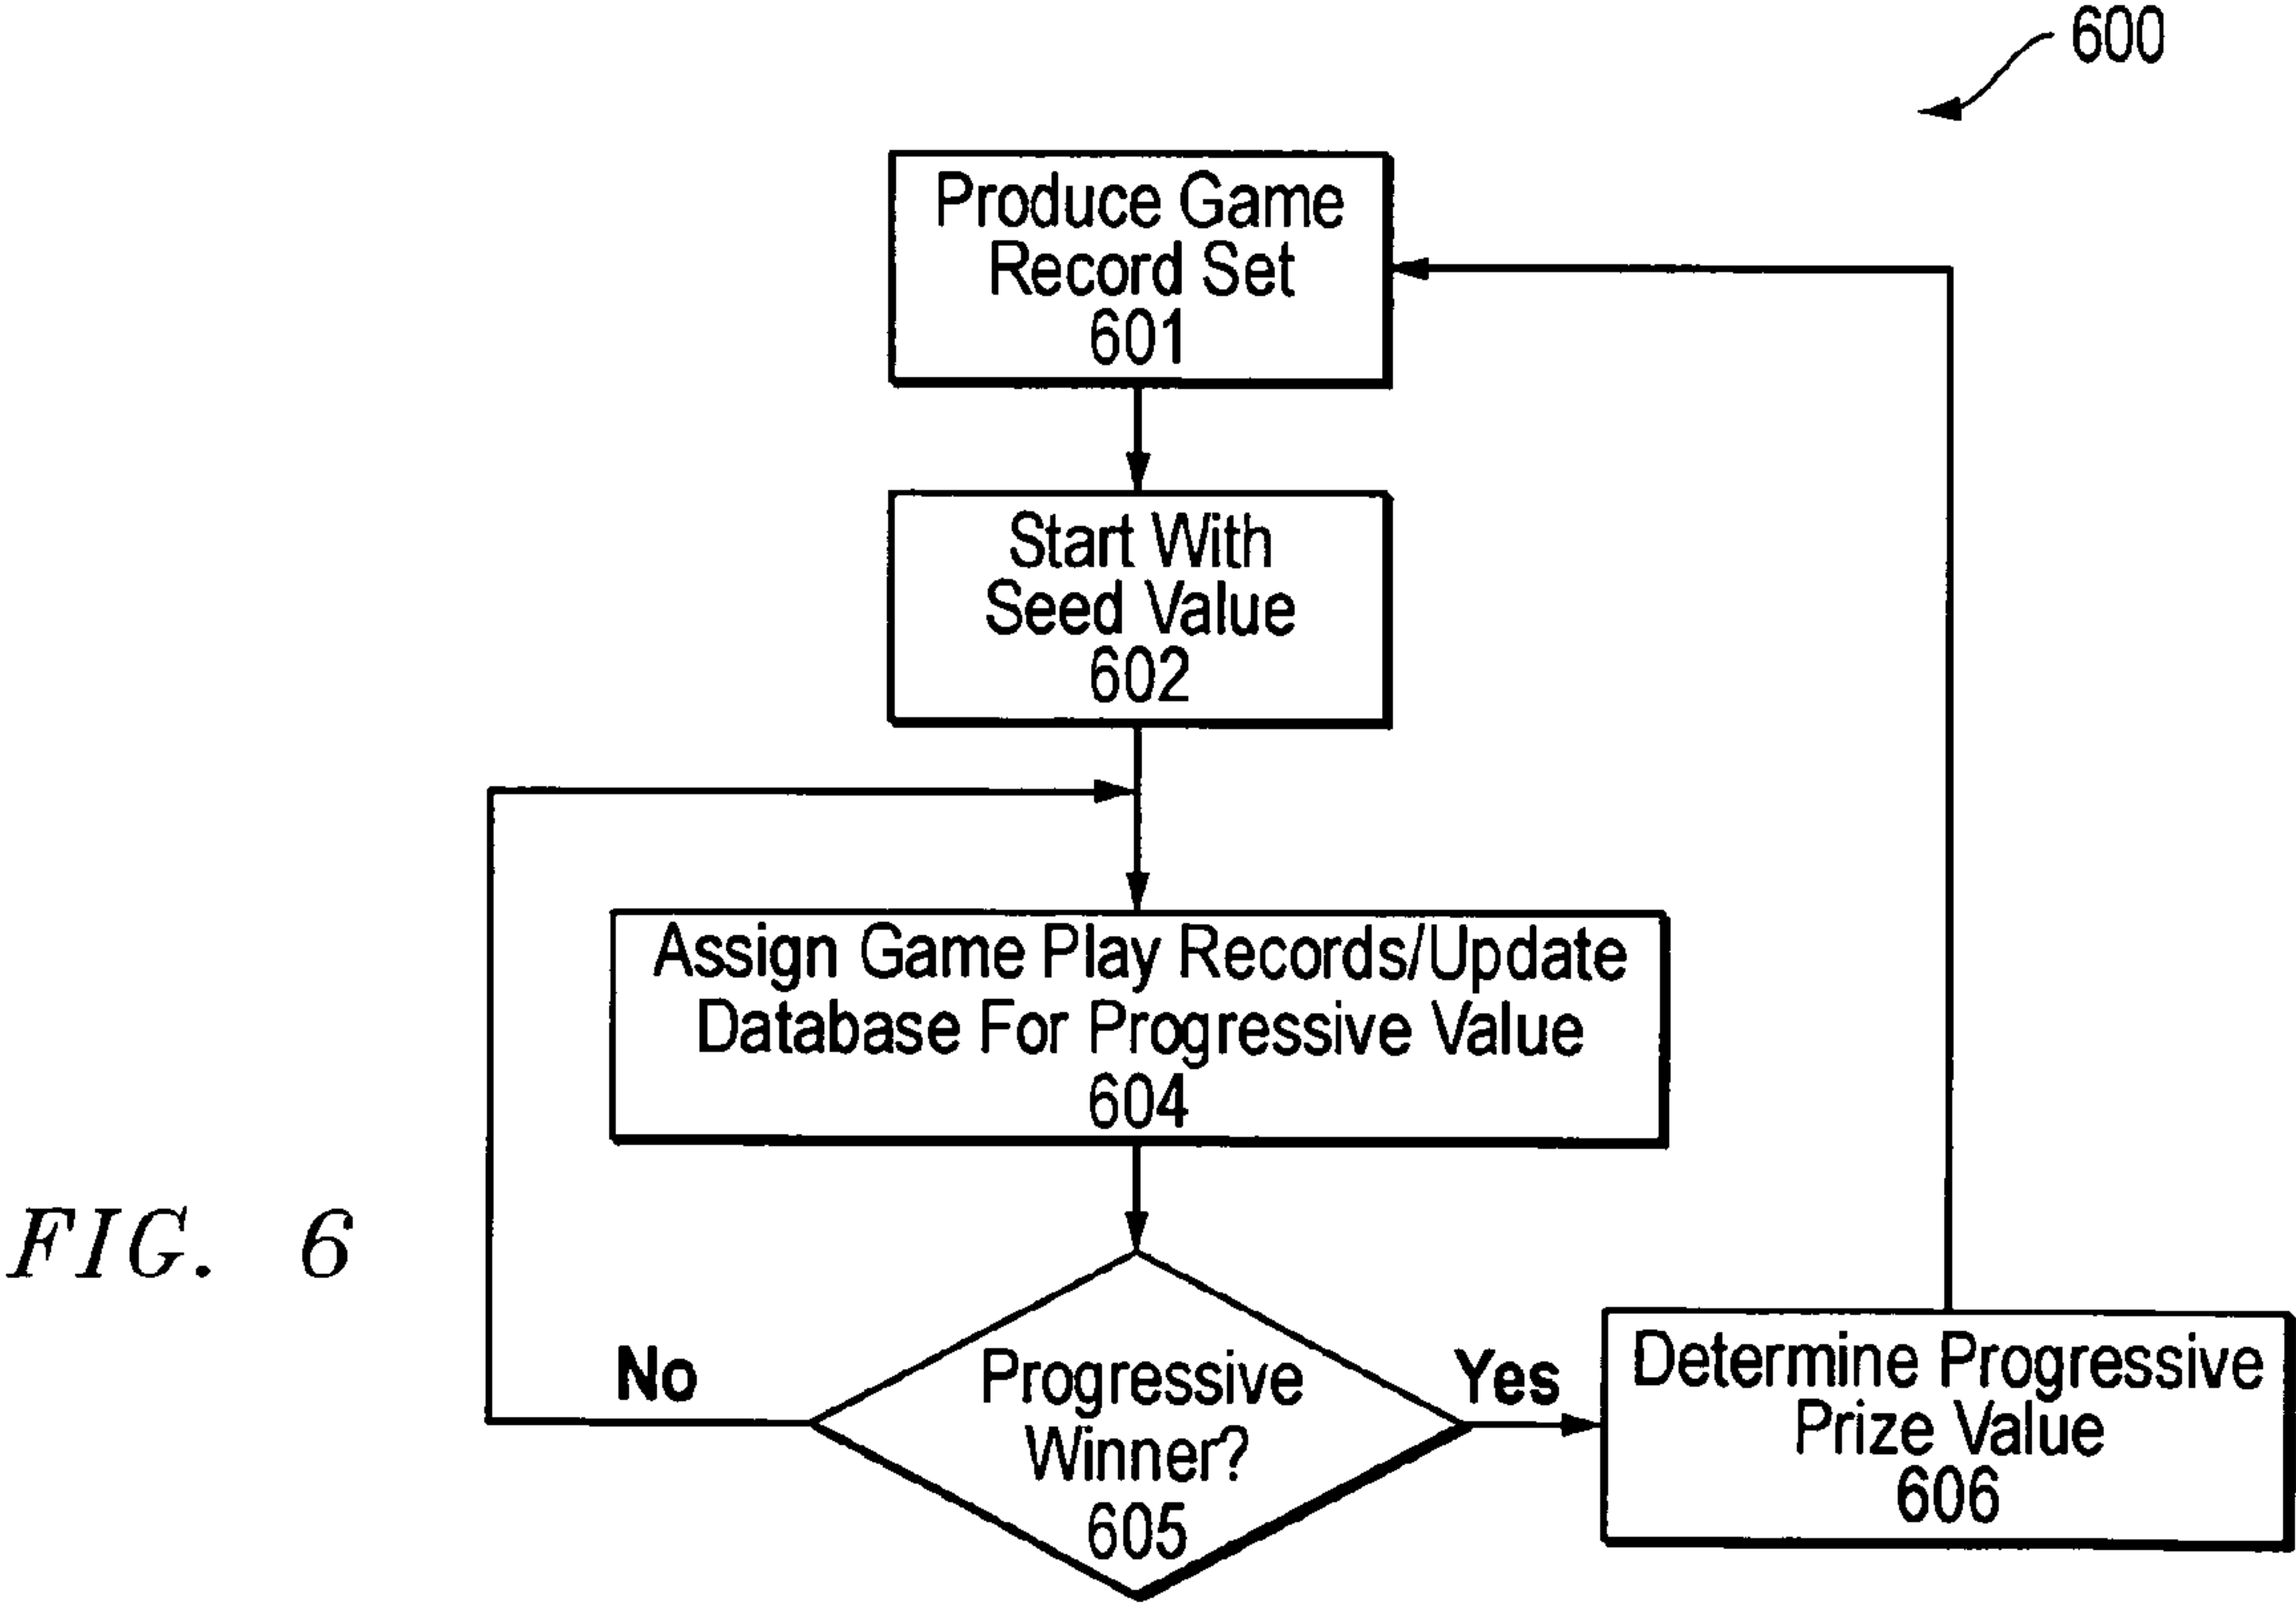 600
Produce Game
Record Set
601
Start With
Seed Value
602
Assign Game Play Records/Update
Database For Progressive Value
604
FIG. 6
No
Progressive
Winner?
605
Yes
Determine Progressive
Prize Value
606